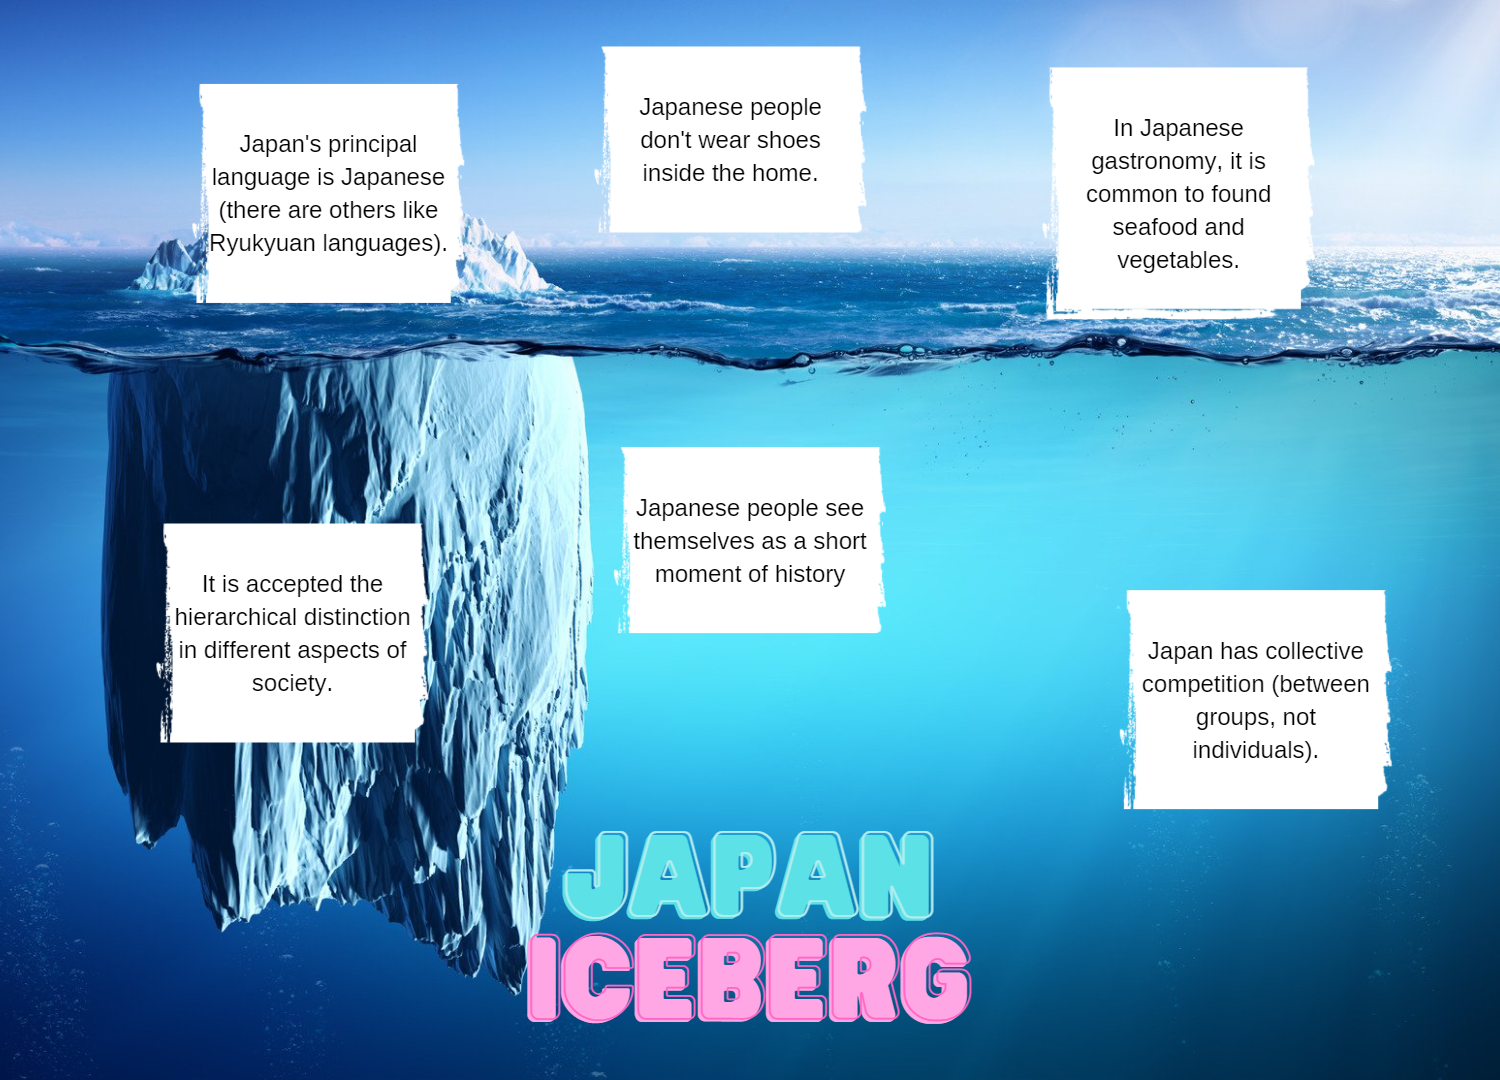 Japan's principal
language is Japanese
(there are others like
Ryukyuan languages).
Japanese people
don't wear shoes
inside the home.
In Japanese
gastronomy, it is
common to found
seafood and
vegetables.
Japanese people see
themselves as a short
moment of history
It is accepted the
hierarchical distinction
in different aspects of
society.
Japan has collective
competition (between
groups, not
individuals).
JAPAN
ICEBERG